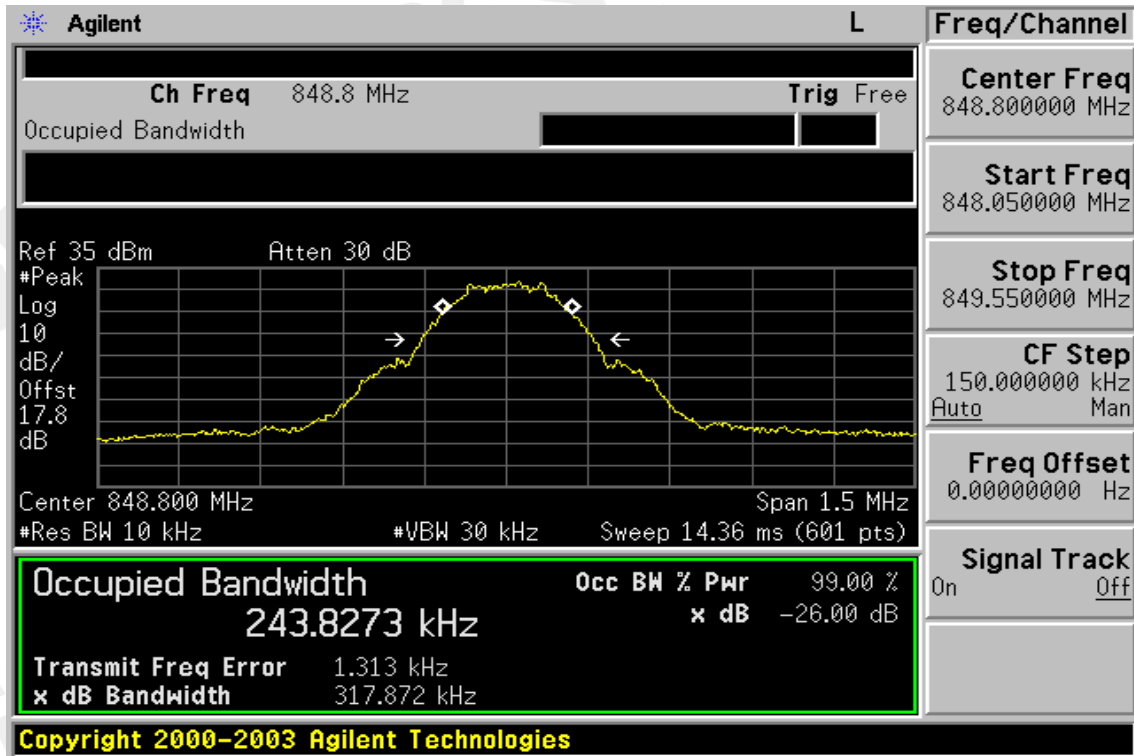 Agilent L
Ch Freq 848.8 MHz Trig Free
Occupied Bandwidth
Ref 35 dBm Atten 30 dB
#Peak
Log
10
dB/
Offst
17.8
dB
Center 848.800 MHz Span 1.5 MHz
#Res BW 10 kHz #VBW 30 kHz Sweep 14.36 ms (601 pts)
Occupied Bandwidth Occ BW % Pwr 99.00 %
243.8273 kHz x dB -26.00 dB
Transmit Freq Error 1.313 kHz
x dB Bandwidth 317.872 kHz
Copyright 2000-2003 Agilent Technologies
Freq/Channel
Center Freq
848.800000 MHz
Start Freq
848.050000 MHz
Stop Freq
849.550000 MHz
CF Step
150.000000 kHz
Auto Man
Freq Offset
0.00000000 Hz
Signal Track
On Off